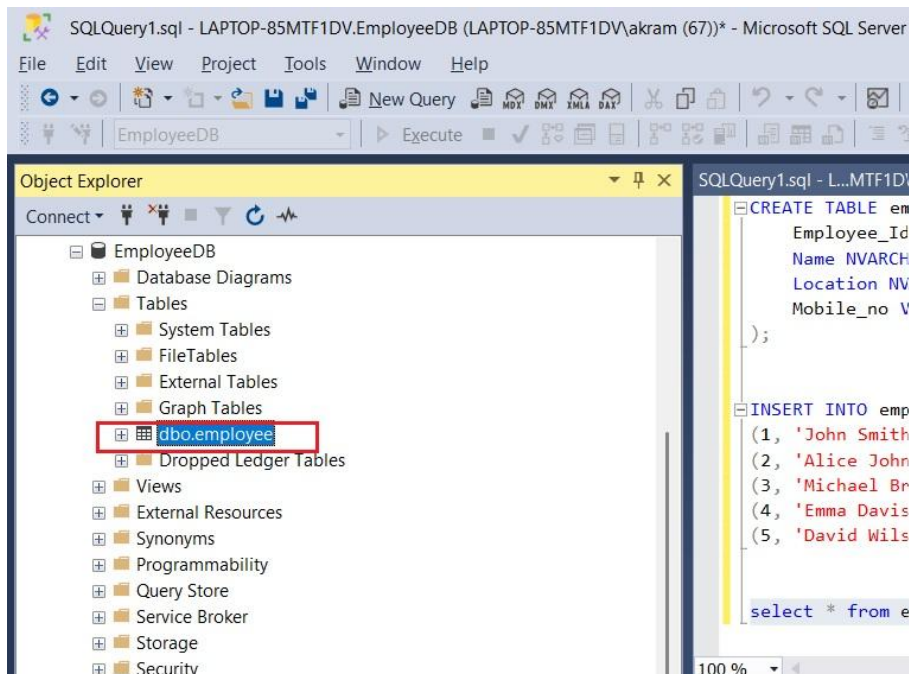 SQLQuery1.sql - LAPTOP-85MTF1DV.EmployeeDB (LAPTOP-85MTF1DV\akram (67))* - Microsoft SQL Server
File Edit View Project Tools Window Help
New Query MDX DMX XMLA DAX
EmployeeDB Execute
Object Explorer
Connect
EmployeeDB
Database Diagrams
Tables
System Tables
FileTables
External Tables
Graph Tables
dbo.employee
Dropped Ledger Tables
Views
External Resources
Synonyms
Programmability
Query Store
Service Broker
Storage
Security
SQLQuery1.sql - L...MTF1D\
CREATE TABLE em
Employee_Id
Name NVARCH
Location NV
Mobile_no V
);
INSERT INTO emp
(1, 'John Smith
(2, 'Alice John
(3, 'Michael Br
(4, 'Emma Davis
(5, 'David Wils
select * from e
100 %